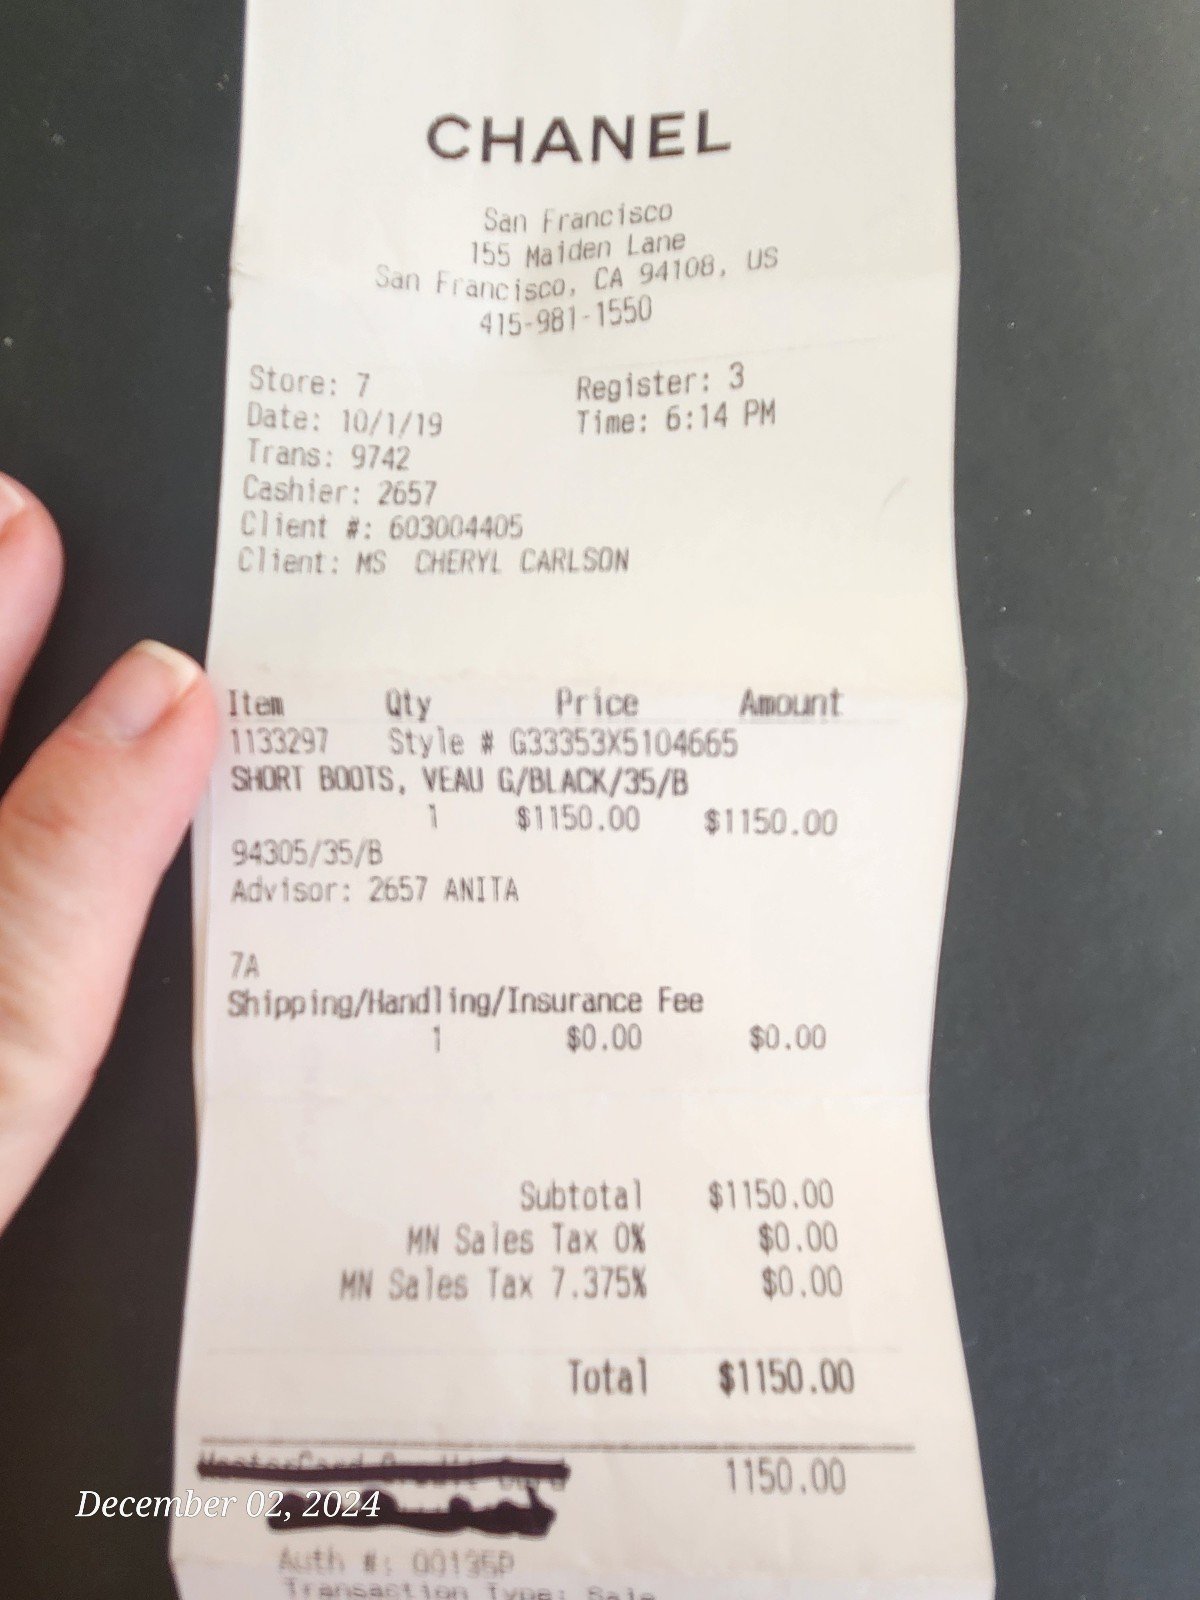 CHANEL
San Francisco
155 Maiden Lane
San Francisco, CA 94108, US
415-981-1550
Store: 7 Register: 3
Date: 10/1/19 Time: 6:14 PM
Trans: 9742
Cashier: 2657
Client #: 603004405
Client: MS CHERYL CARLSON
Item Qty Price Amount
1133297 Style # G33353X5104665
SHORT BOOTS, VEAU G/BLACK/35/B
1 $1150.00 $1150.00
94305/35/B
Advisor: 2657 ANITA
7A
Shipping/Handling/Insurance Fee
1 $0.00 $0.00
Subtotal $1150.00
MN Sales Tax 0% $0.00
MN Sales Tax 7.375% $0.00
Total $1150.00
1150.00
December 02, 2024
Auth #: 00135P
Transaction Type: Sale